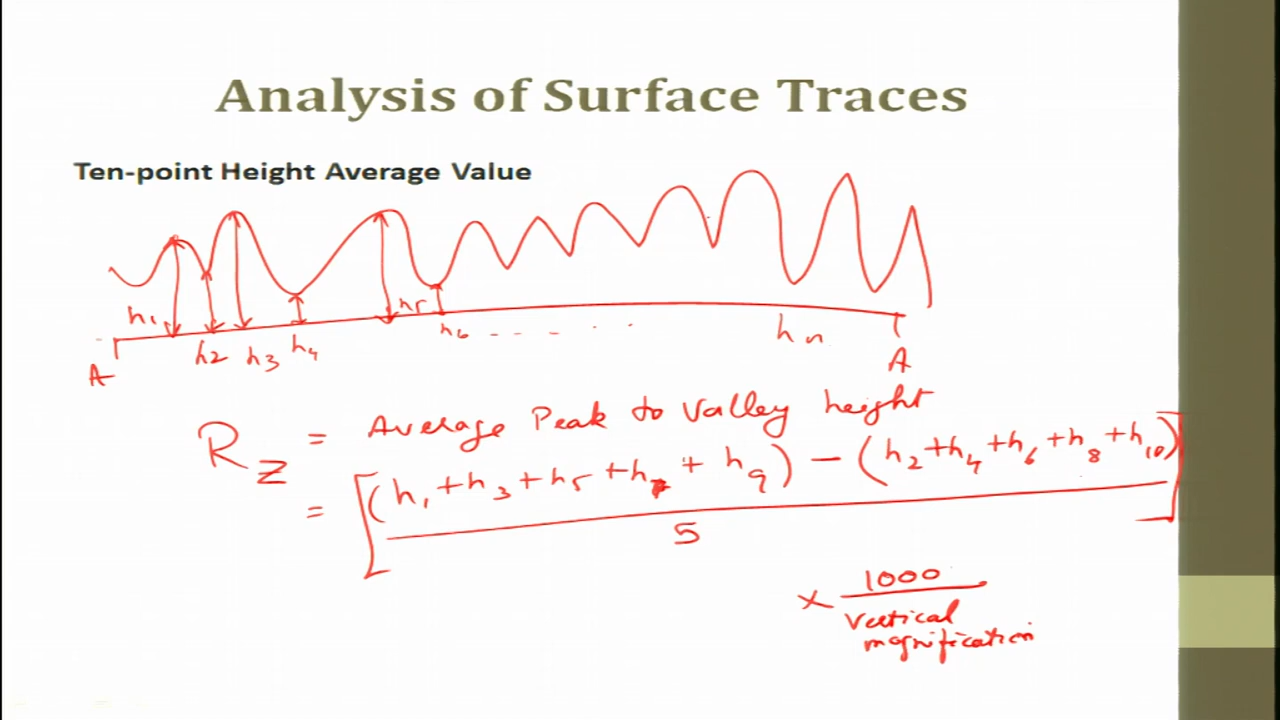 Analysis of Surface Traces
Ten-point Height Average Value
h1 h2 h3 h4 h5 h6 - - - - - - hn
A A
Rz = Average Peak to Valley height
= [(h1 + h3 + h5 + h7 + h9) − (h2 + h4 + h6 + h8 + h10)
5]
× 1000
Vertical
magnification